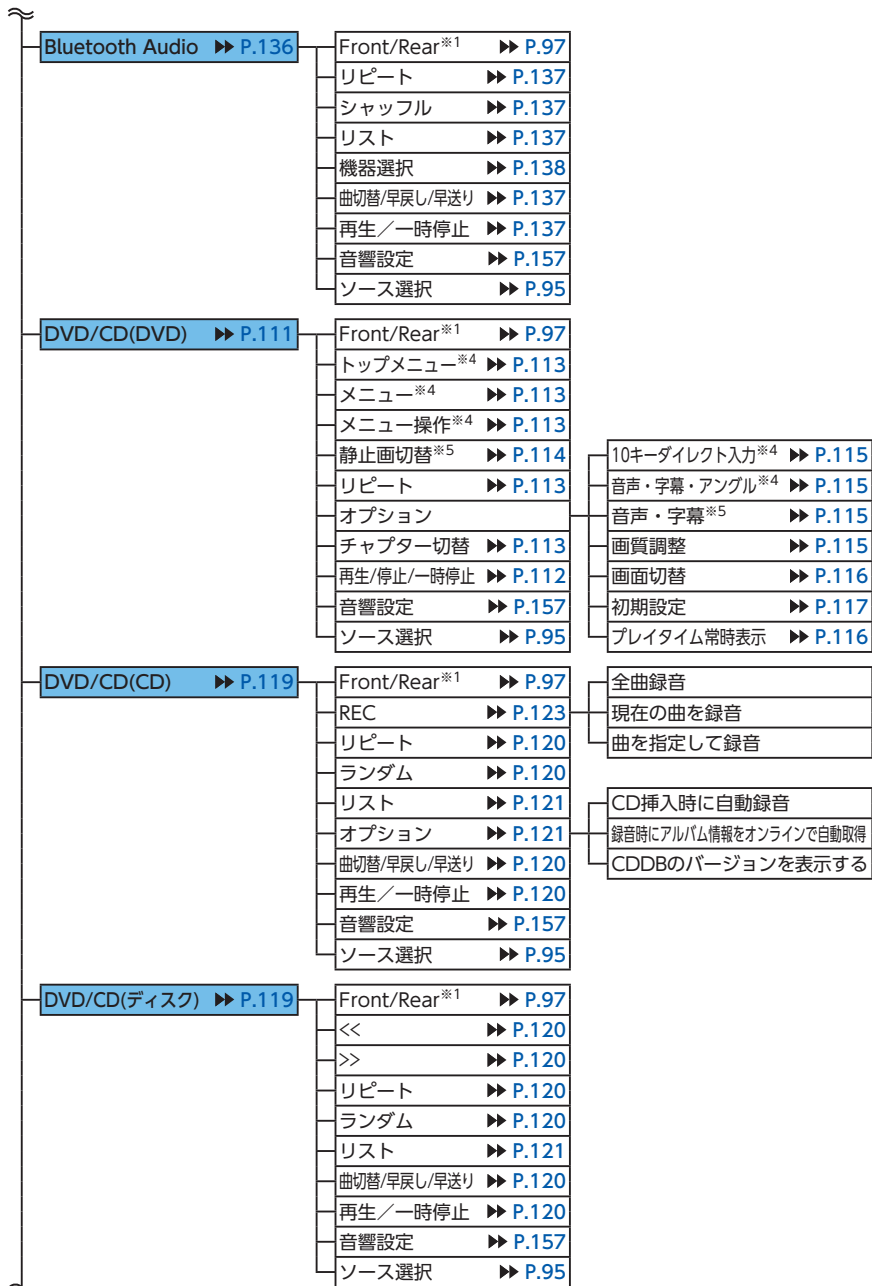 Bluetooth Audio ▶▶ P.136
Front/Rear※1 ▶▶ P.97
リピート ▶▶ P.137
シャッフル ▶▶ P.137
リスト ▶▶ P.137
機器選択 ▶▶ P.138
曲切替/早戻し/早送り ▶▶ P.137
再生／一時停止 ▶▶ P.137
音響設定 ▶▶ P.157
ソース選択 ▶▶ P.95
DVD/CD(DVD) ▶▶ P.111
Front/Rear※1 ▶▶ P.97
トップメニュー※4 ▶▶ P.113
メニュー※4 ▶▶ P.113
メニュー操作※4 ▶▶ P.113
静止画切替※5 ▶▶ P.114
リピート ▶▶ P.113
オプション
チャプター切替 ▶▶ P.113
再生/停止/一時停止 ▶▶ P.112
音響設定 ▶▶ P.157
ソース選択 ▶▶ P.95
10キーダイレクト入力※4 ▶▶ P.115
音声・字幕・アングル※4 ▶▶ P.115
音声・字幕※5 ▶▶ P.115
画質調整 ▶▶ P.115
画面切替 ▶▶ P.116
初期設定 ▶▶ P.117
プレイタイム常時表示 ▶▶ P.116
DVD/CD(CD) ▶▶ P.119
Front/Rear※1 ▶▶ P.97
REC ▶▶ P.123
リピート ▶▶ P.120
ランダム ▶▶ P.120
リスト ▶▶ P.121
オプション ▶▶ P.121
曲切替/早戻し/早送り ▶▶ P.120
再生／一時停止 ▶▶ P.120
音響設定 ▶▶ P.157
ソース選択 ▶▶ P.95
全曲録音
現在の曲を録音
曲を指定して録音
CD挿入時に自動録音
録音時にアルバム情報をオンラインで自動取得
CDDBのバージョンを表示する
DVD/CD(ディスク) ▶▶ P.119
Front/Rear※1 ▶▶ P.97
<< ▶▶ P.120
>> ▶▶ P.120
リピート ▶▶ P.120
ランダム ▶▶ P.120
リスト ▶▶ P.121
曲切替/早戻し/早送り ▶▶ P.120
再生／一時停止 ▶▶ P.120
音響設定 ▶▶ P.157
ソース選択 ▶▶ P.95